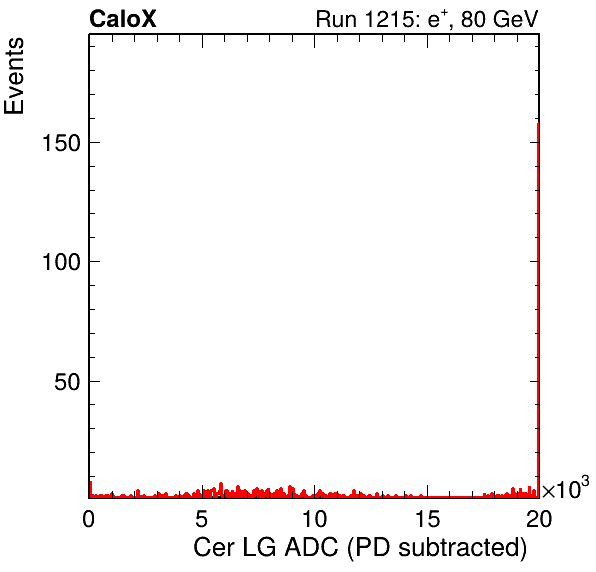 CaloX Run 1215: e⁺, 80 GeV
Events
150
100
50
×10³
0 5 10 15 20
Cer LG ADC (PD subtracted)